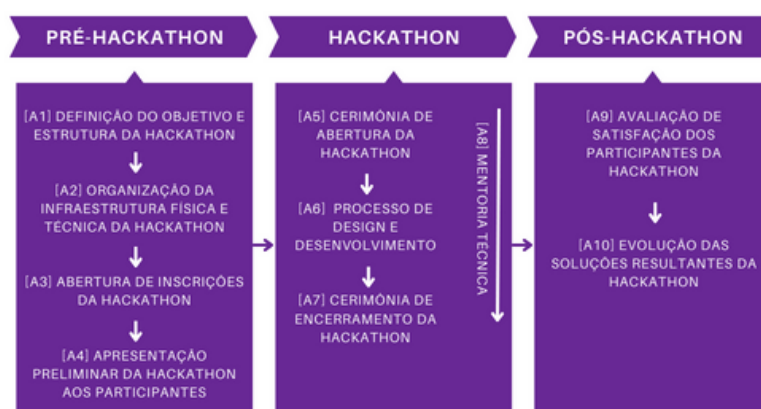 PRÉ-HACKATHON
[A1] DEFINIÇÃO DO OBJETIVO E
ESTRUTURA DA HACKATHON
[A2] ORGANIZAÇÃO DA
INFRAESTRUTURA FÍSICA E
TÉCNICA DA HACKATHON
[A3] ABERTURA DE INSCRIÇÕES
DA HACKATHON
[A4] APRESENTAÇÃO
PRELIMINAR DA HACKATHON
AOS PARTICIPANTES
HACKATHON
[A5] CERIMÔNIA DE
ABERTURA DA
HACKATHON
[A6] PROCESSO DE
DESIGN E
DESENVOLVIMENTO
[A7] CERIMÔNIA DE
ENCERRAMENTO DA
HACKATHON
[A8] MENTORIA TÉCNICA
PÓS-HACKATHON
[A9] AVALIAÇÃO DE
SATISFAÇÃO DOS
PARTICIPANTES DA
HACKATHON
[A10] EVOLUÇÃO DAS
SOLUÇÕES RESULTANTES DA
HACKATHON